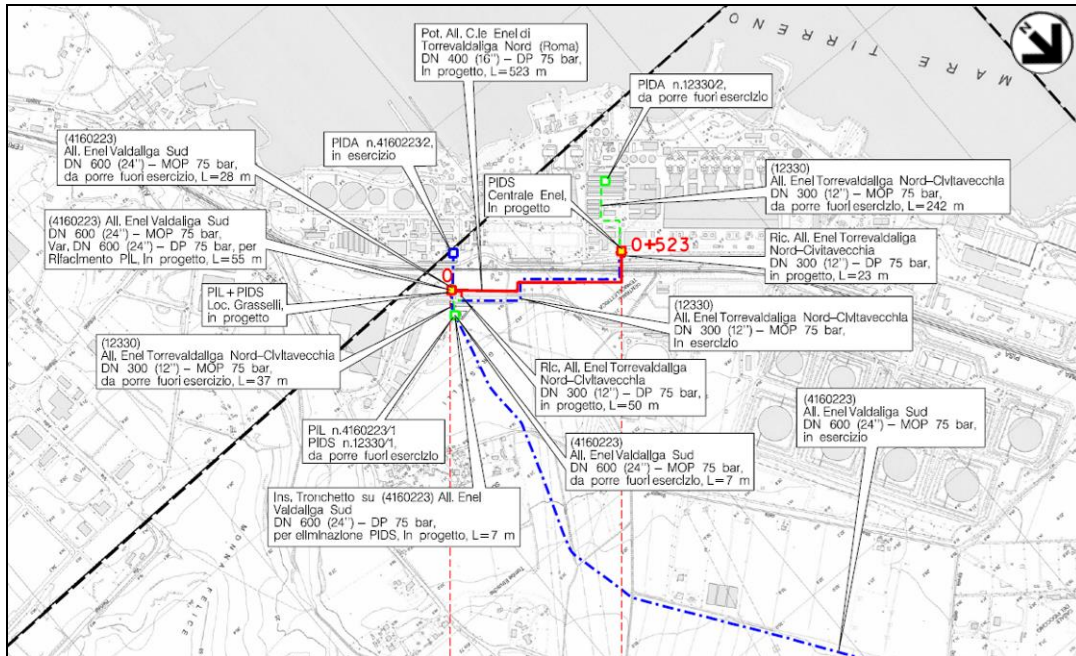 MARE TIRRENO
N
Pot. All. C.le Enel di
Torrevaldaliga Nord (Roma)
DN 400 (16") – DP 75 bar,
In progetto, L=523 m
PIDA n.12330/2,
da porre fuori esercizio
(4160223)
All. Enel Valdaliga Sud
DN 600 (24") – MOP 75 bar,
da porre fuori esercizio, L=28 m
PIDA n.4160223/2,
in esercizio
PIDS
Centrale Enel,
In progetto
(12330)
All. Enel Torrevaldaliga Nord–Civitavecchia
DN 300 (12") – MOP 75 bar,
da porre fuori esercizio, L=242 m
(4160223) All. Enel Valdaliga Sud
DN 600 (24") – MOP 75 bar,
Var. DN 600 (24") – DP 75 bar, per
Rifacimento PIL, In progetto, L=55 m
0
0+523
Ric. All. Enel Torrevaldaliga
Nord–Civitavecchia
DN 300 (12") – DP 75 bar,
in progetto, L=23 m
PIL+PIDS
Loc. Grasselli,
in progetto
(12330)
All. Enel Torrevaldaliga Nord–Civitavecchia
DN 300 (12") – MOP 75 bar,
In esercizio
(12330)
All. Enel Torrevaldaliga Nord–Civitavecchia
DN 300 (12") – MOP 75 bar,
da porre fuori esercizio, L=37 m
Ric. All. Enel Torrevaldaliga
Nord–Civitavecchia
DN 300 (12") – DP 75 bar,
in progetto, L=50 m
(4160223)
All. Enel Valdaliga Sud
DN 600 (24") – MOP 75 bar,
in esercizio
PIL n.4160223/1
PIDS n.12330/1,
da porre fuori esercizio
(4160223)
All. Enel Valdaliga Sud
DN 600 (24") – MOP 75 bar,
da porre fuori esercizio, L=7 m
Ins. Tronchetto su (4160223) All. Enel
Valdaliga Sud
DN 600 (24") – DP 75 bar,
per eliminazione PIDS, In progetto, L=7 m
MDNNA
FELICE